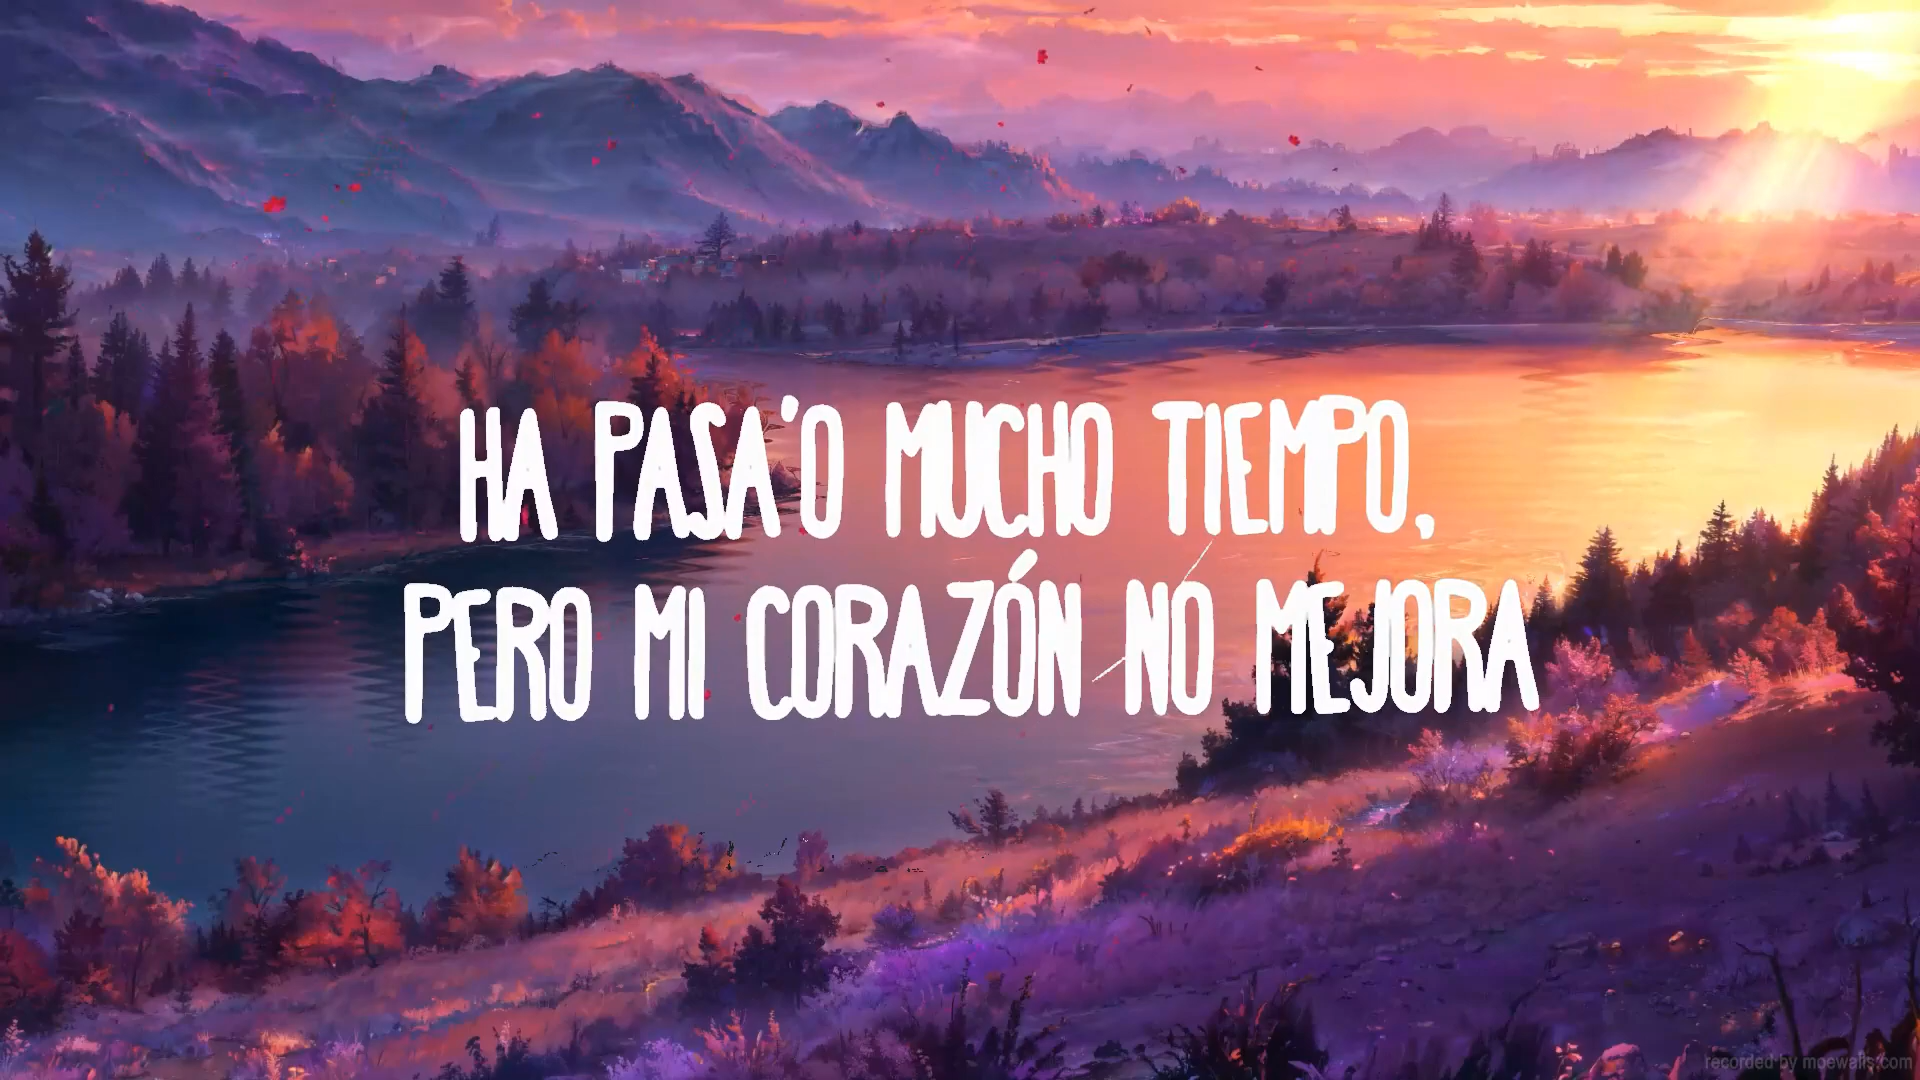 HA PASA'O MUCHO TIEMPO,
PERO MI CORAZÓN NO MEJORA
recorded by moewalls.com